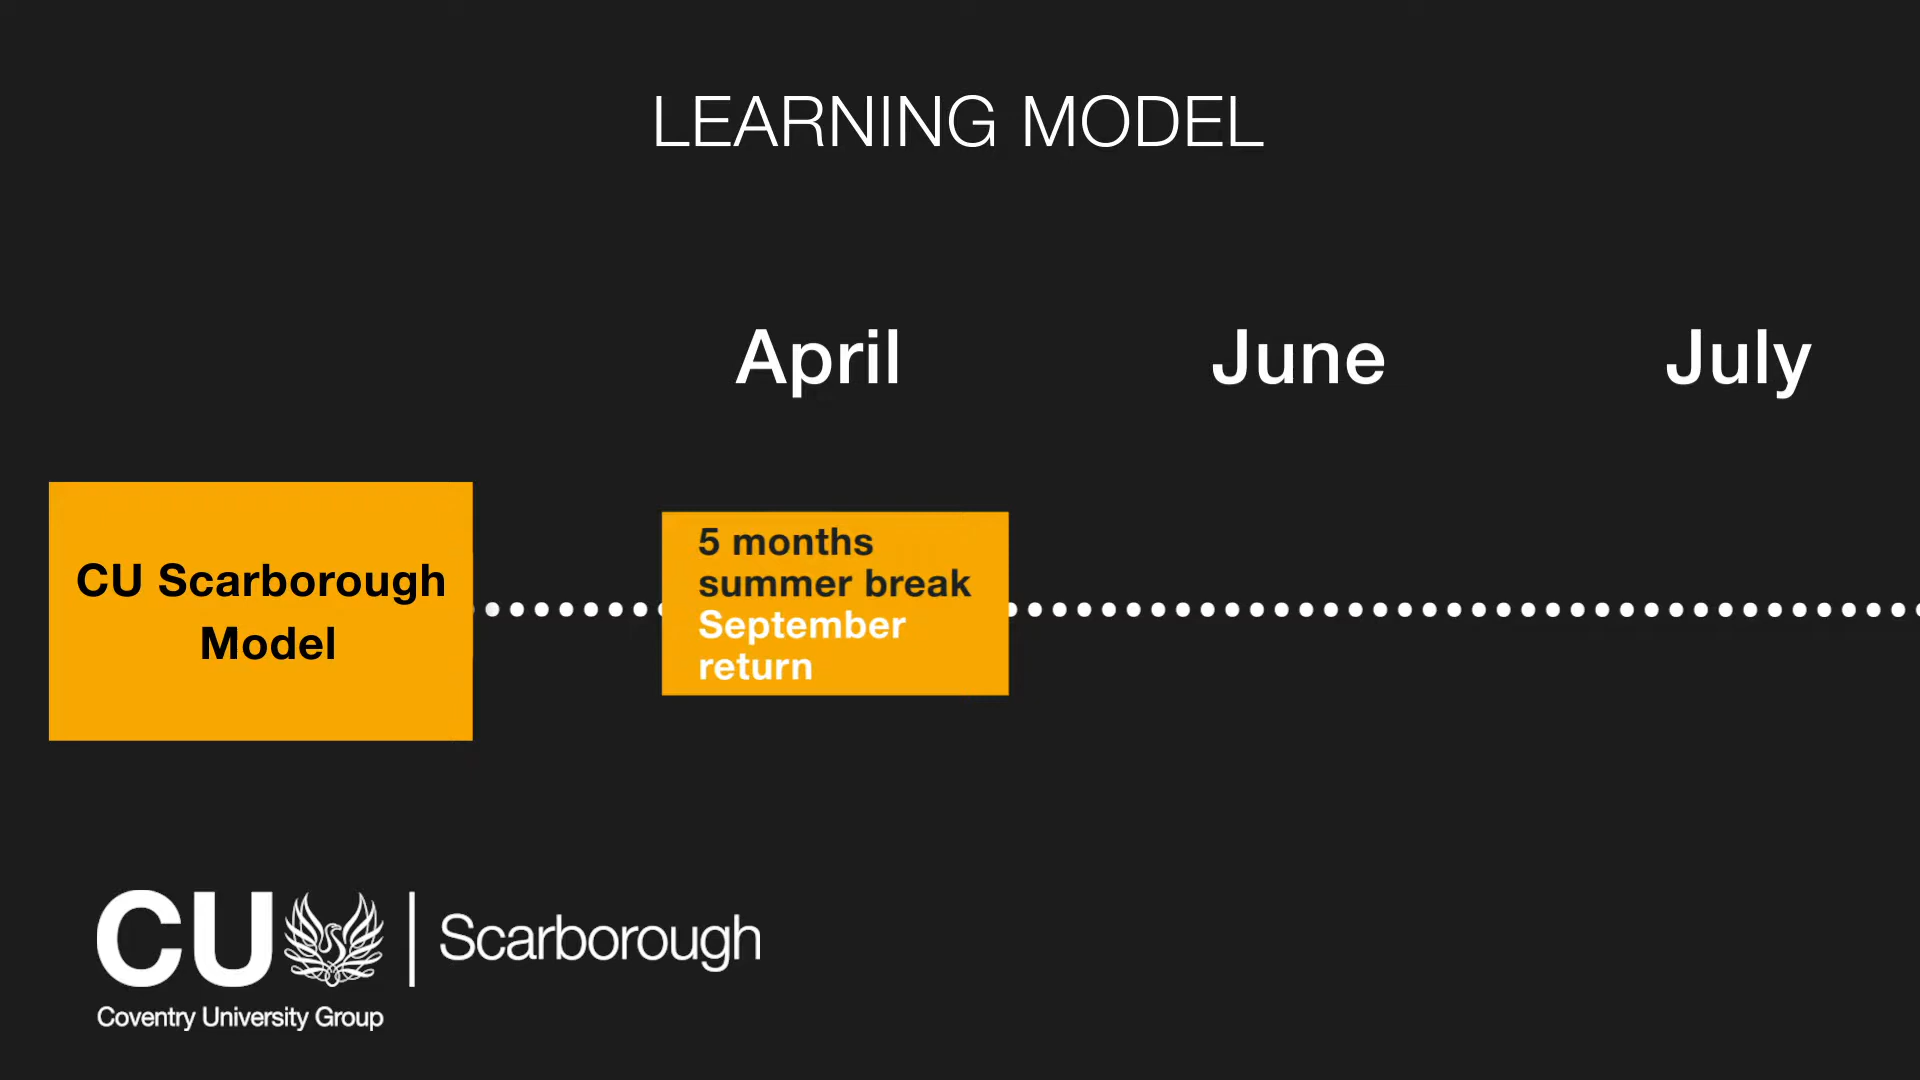 LEARNING MODEL
April June July
CU Scarborough
Model
5 months
summer break
September
return
CU Scarborough
Coventry University Group